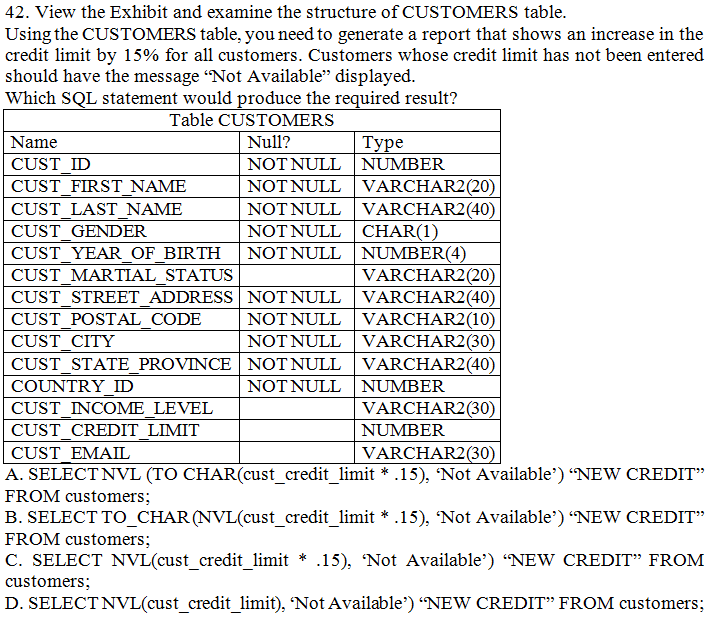 42. View the Exhibit and examine the structure of CUSTOMERS table.
Using the CUSTOMERS table, you need to generate a report that shows an increase in the
credit limit by 15% for all customers. Customers whose credit limit has not been entered
should have the message “Not Available” displayed.
Which SQL statement would produce the required result?
Table CUSTOMERS
Name Null? Type
CUST_ID NOT NULL NUMBER
CUST_FIRST_NAME NOT NULL VARCHAR2(20)
CUST_LAST_NAME NOT NULL VARCHAR2(40)
CUST_GENDER NOT NULL CHAR(1)
CUST_YEAR_OF_BIRTH NOT NULL NUMBER(4)
CUST_MARTIAL_STATUS VARCHAR2(20)
CUST_STREET_ADDRESS NOT NULL VARCHAR2(40)
CUST_POSTAL_CODE NOT NULL VARCHAR2(10)
CUST_CITY NOT NULL VARCHAR2(30)
CUST_STATE_PROVINCE NOT NULL VARCHAR2(40)
COUNTRY_ID NOT NULL NUMBER
CUST_INCOME_LEVEL VARCHAR2(30)
CUST_CREDIT_LIMIT NUMBER
CUST_EMAIL VARCHAR2(30)
A. SELECT NVL (TO CHAR(cust_credit_limit * .15), ‘Not Available’) “NEW CREDIT”
FROM customers;
B. SELECT TO_CHAR (NVL(cust_credit_limit * .15), ‘Not Available’) “NEW CREDIT”
FROM customers;
C. SELECT NVL(cust_credit_limit * .15), ‘Not Available’) “NEW CREDIT” FROM
customers;
D. SELECT NVL(cust_credit_limit), ‘Not Available’) “NEW CREDIT” FROM customers;